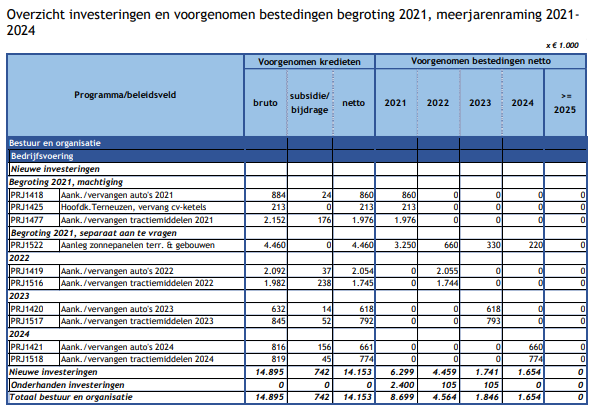 Overzicht investeringen en voorgenomen bestedingen begroting 2021, meerjarenraming 2021-
2024
x € 1.000
Programma/beleidsveld Voorgenomen kredieten Voorgenomen bestedingen netto
bruto subsidie/bijdrage netto 2021 2022 2023 2024 >= 2025
Bestuur en organisatie
Bedrijfsvoering
Nieuwe investeringen
Begroting 2021, machtiging
PRJ1418 Aank./vervangen auto's 2021 884 24 860 860 0 0 0 0
PRJ1425 Hoofdk.Terneuzen, vervang cv-ketels 213 0 213 213 0 0 0 0
PRJ1477 Aank./vervangen tractiemiddelen 2021 2.152 176 1.976 1.976 0 0 0 0
Begroting 2021, separaat aan te vragen
PRJ1522 Aanleg zonnepanelen terr. & gebouwen 4.460 0 4.460 3.250 660 330 220 0
2022
PRJ1419 Aank./vervangen auto's 2022 2.092 37 2.054 0 2.055 0 0 0
PRJ1516 Aank./vervangen tractiemiddelen 2022 1.982 238 1.745 0 1.744 0 0 0
2023
PRJ1420 Aank./vervangen auto's 2023 632 14 618 0 0 618 0 0
PRJ1517 Aank./vervangen tractiemiddelen 2023 845 52 792 0 0 793 0 0
2024
PRJ1421 Aank./vervangen auto's 2024 816 156 661 0 0 0 660 0
PRJ1518 Aank./vervangen tractiemiddelen 2024 819 45 774 0 0 0 774 0
Nieuwe investeringen 14.895 742 14.153 6.299 4.459 1.741 1.654 0
Onderhanden investeringen 0 0 0 2.400 105 105 0 0
Totaal bestuur en organisatie 14.895 742 14.153 8.699 4.564 1.846 1.654 0